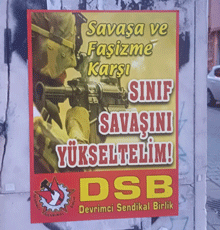 Savaşa ve
Faşizme
Karşı
SINIF
SAVAŞINI
YÜKSELTELİM!
DSB
Devrimci Sendikal Birlik